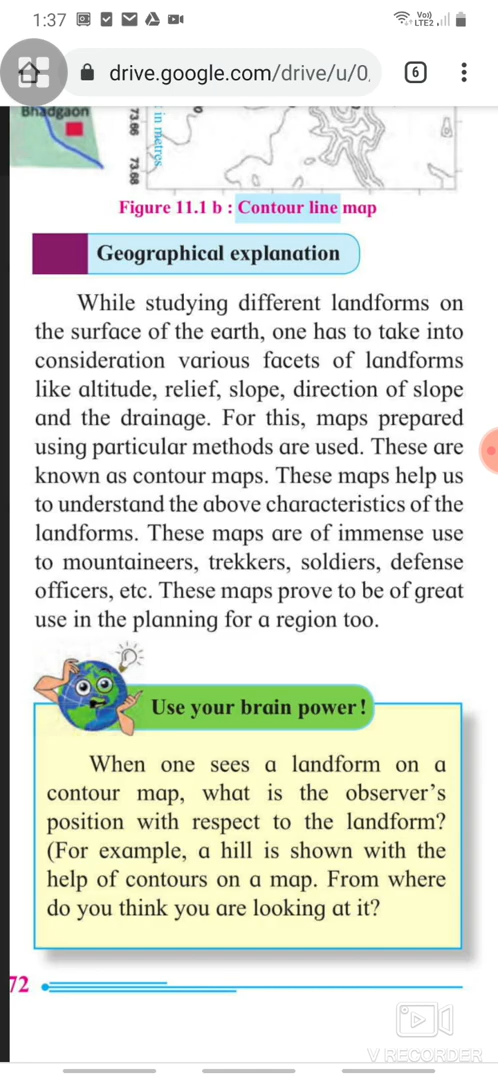 1:37
Vo))
LTE2
drive.google.com/drive/u/0
6
Bhadgaon
73.66
73.68
in metres
Figure 11.1 b : Contour line map
Geographical explanation
While studying different landforms on
the surface of the earth, one has to take into
consideration various facets of landforms
like altitude, relief, slope, direction of slope
and the drainage. For this, maps prepared
using particular methods are used. These are
known as contour maps. These maps help us
to understand the above characteristics of the
landforms. These maps are of immense use
to mountaineers, trekkers, soldiers, defense
officers, etc. These maps prove to be of great
use in the planning for a region too.
Use your brain power!
When one sees a landform on a
contour map, what is the observer's
position with respect to the landform?
(For example, a hill is shown with the
help of contours on a map. From where
do you think you are looking at it?
72
V RECORDER